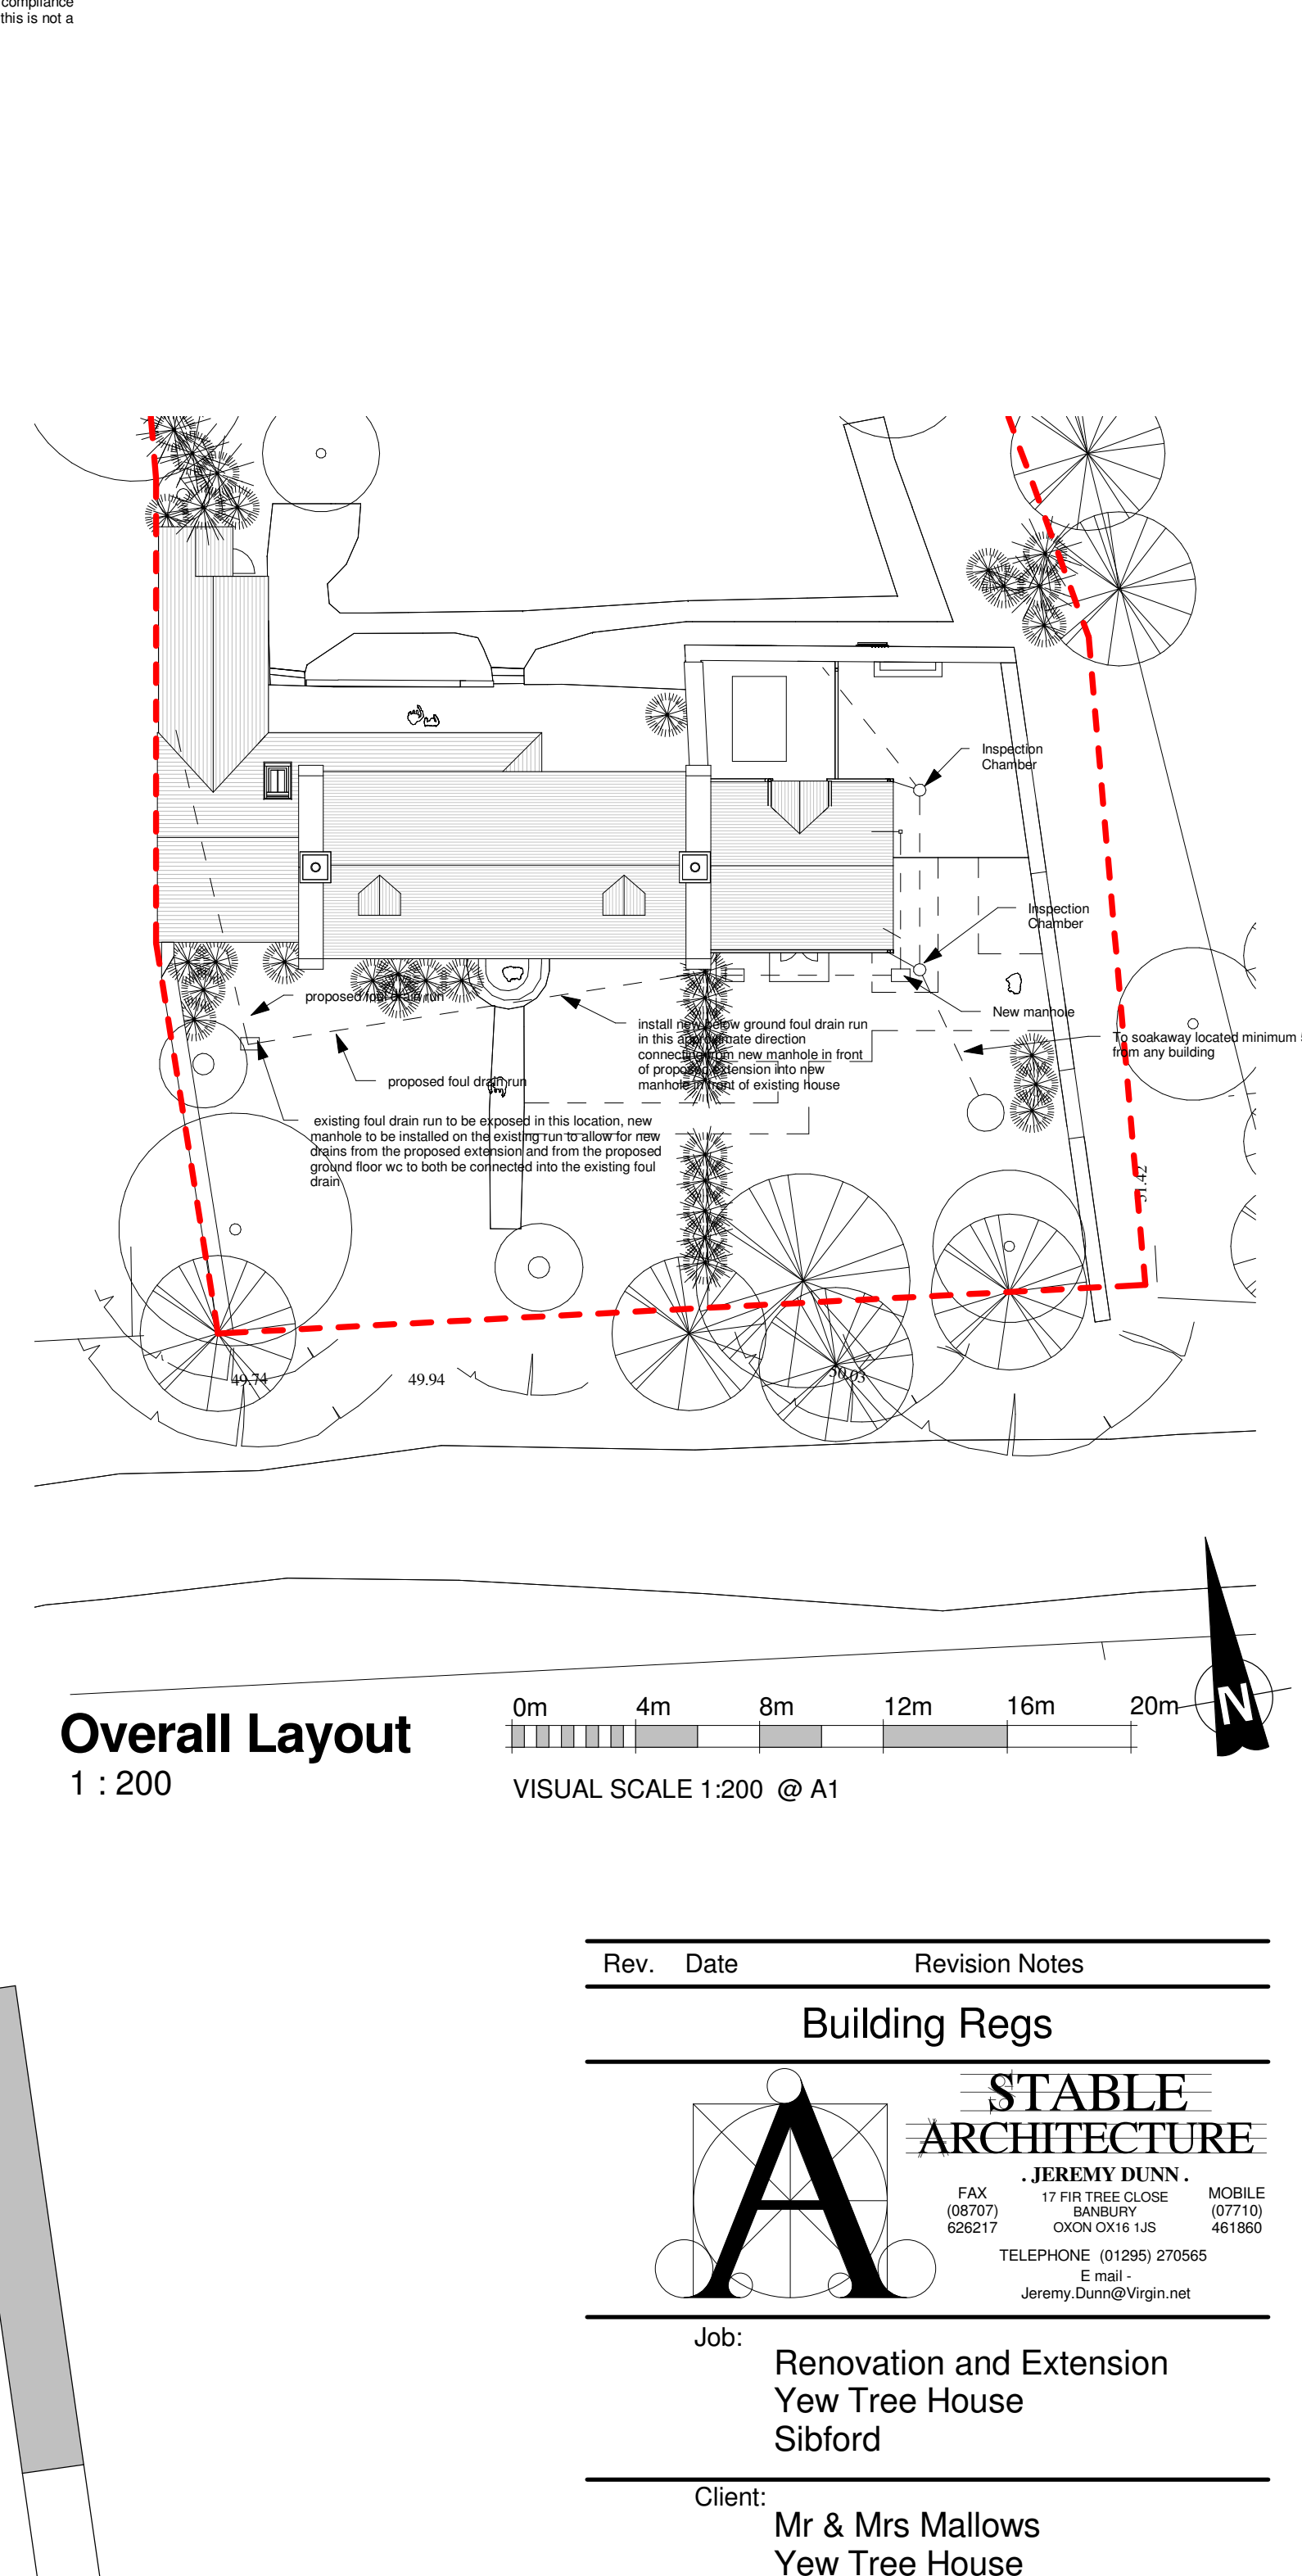 compliance
this is not a
Inspection
Chamber
Inspection
Chamber
proposed foul drain run
New manhole
install new below ground foul drain run
in this approximate direction
connecting from new manhole in front
of proposed extension into new
manhole in front of existing house
To soakaway located minimum
from any building
proposed foul drain run
existing foul drain run to be exposed in this location, new
manhole to be installed on the existing run to allow for new
drains from the proposed extension and from the proposed
ground floor wc to both be connected into the existing foul
drain
51.42
49.74
49.94
50.03
N
Overall Layout
1 : 200
0m 4m 8m 12m 16m 20m
VISUAL SCALE 1:200 @ A1
Rev. Date Revision Notes
Building Regs
A
STABLE
ARCHITECTURE
. JEREMY DUNN .
FAX
(08707)
626217
17 FIR TREE CLOSE
BANBURY
OXON OX16 1JS
MOBILE
(07710)
461860
TELEPHONE (01295) 270565
E mail -
Jeremy.Dunn@Virgin.net
Job:
Renovation and Extension
Yew Tree House
Sibford
Client:
Mr & Mrs Mallows
Yew Tree House